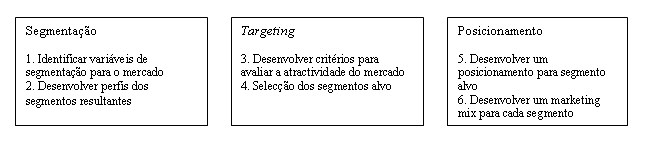 Segmentação
1. Identificar variáveis de
segmentação para o mercado
2. Desenvolver perfis dos
segmentos resultantes
Targeting
3. Desenvolver critérios para
avaliar a atractividade do mercado
4. Selecção dos segmentos alvo
Posicionamento
5. Desenvolver um
posicionamento para segmento
alvo
6. Desenvolver um marketing
mix para cada segmento